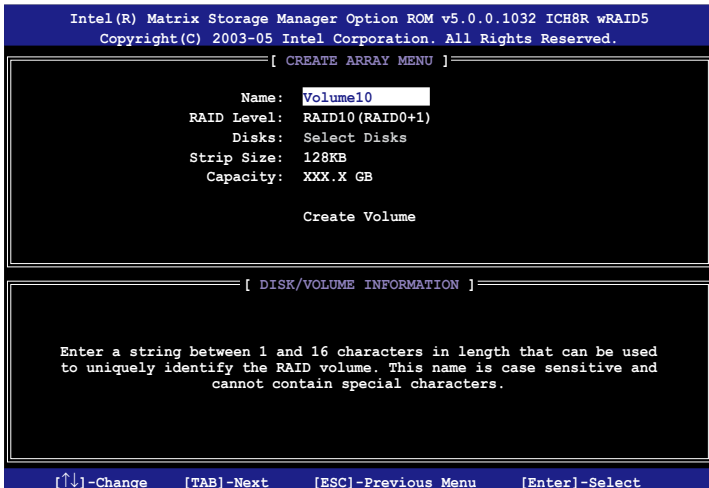 Intel(R) Matrix Storage Manager Option ROM v5.0.0.1032 ICH8R wRAID5
Copyright(C) 2003-05 Intel Corporation. All Rights Reserved.
[ CREATE ARRAY MENU ]
Name: Volume10
RAID Level: RAID10(RAID0+1)
Disks: Select Disks
Strip Size: 128KB
Capacity: XXX.X GB
Create Volume
[ DISK/VOLUME INFORMATION ]
Enter a string between 1 and 16 characters in length that can be used
to uniquely identify the RAID volume. This name is case sensitive and
cannot contain special characters.
[↑↓]-Change [TAB]-Next [ESC]-Previous Menu [Enter]-Select